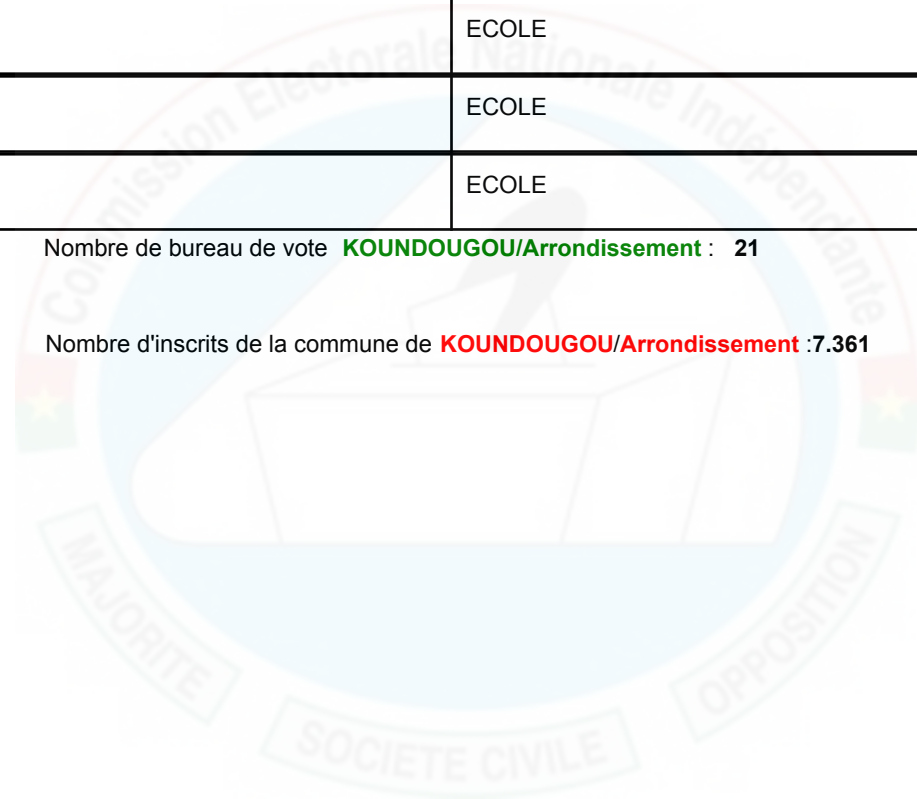 ECOLE
ECOLE
ECOLE
Nombre de bureau de vote KOUNDOUGOU/Arrondissement : 21
Nombre d'inscrits de la commune de KOUNDOUGOU/Arrondissement :7.361
Commission Electorale Nationale Indépendante
MAJORITE
SOCIETE CIVILE
OPPOSITION